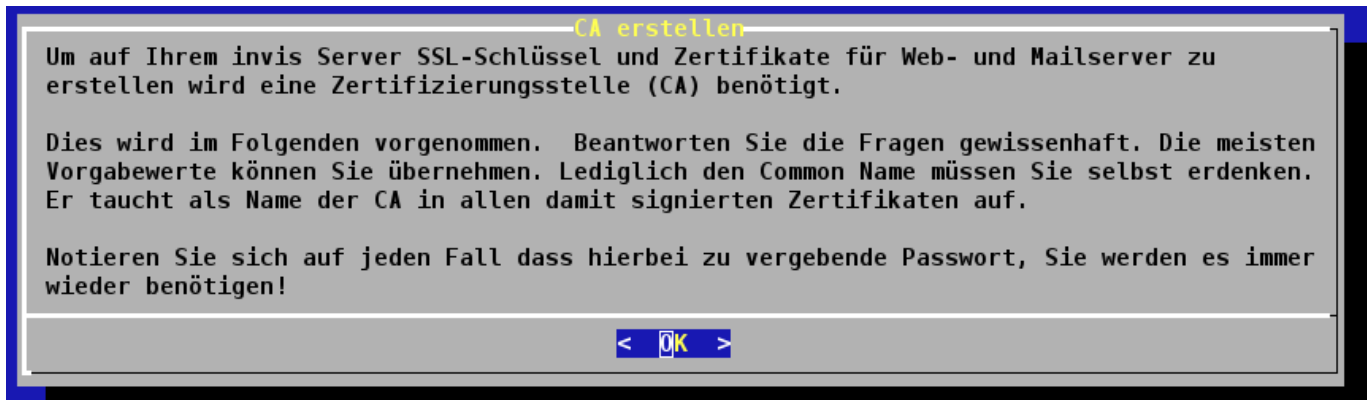 CA erstellen
Um auf Ihrem invis Server SSL-Schlüssel und Zertifikate für Web- und Mailserver zu
erstellen wird eine Zertifizierungsstelle (CA) benötigt.
Dies wird im Folgenden vorgenommen.  Beantworten Sie die Fragen gewissenhaft. Die meisten
Vorgabewerte können Sie übernehmen. Lediglich den Common Name müssen Sie selbst erdenken.
Er taucht als Name der CA in allen damit signierten Zertifikaten auf.
Notieren Sie sich auf jeden Fall dass hierbei zu vergebende Passwort, Sie werden es immer
wieder benötigen!
<  OK  >